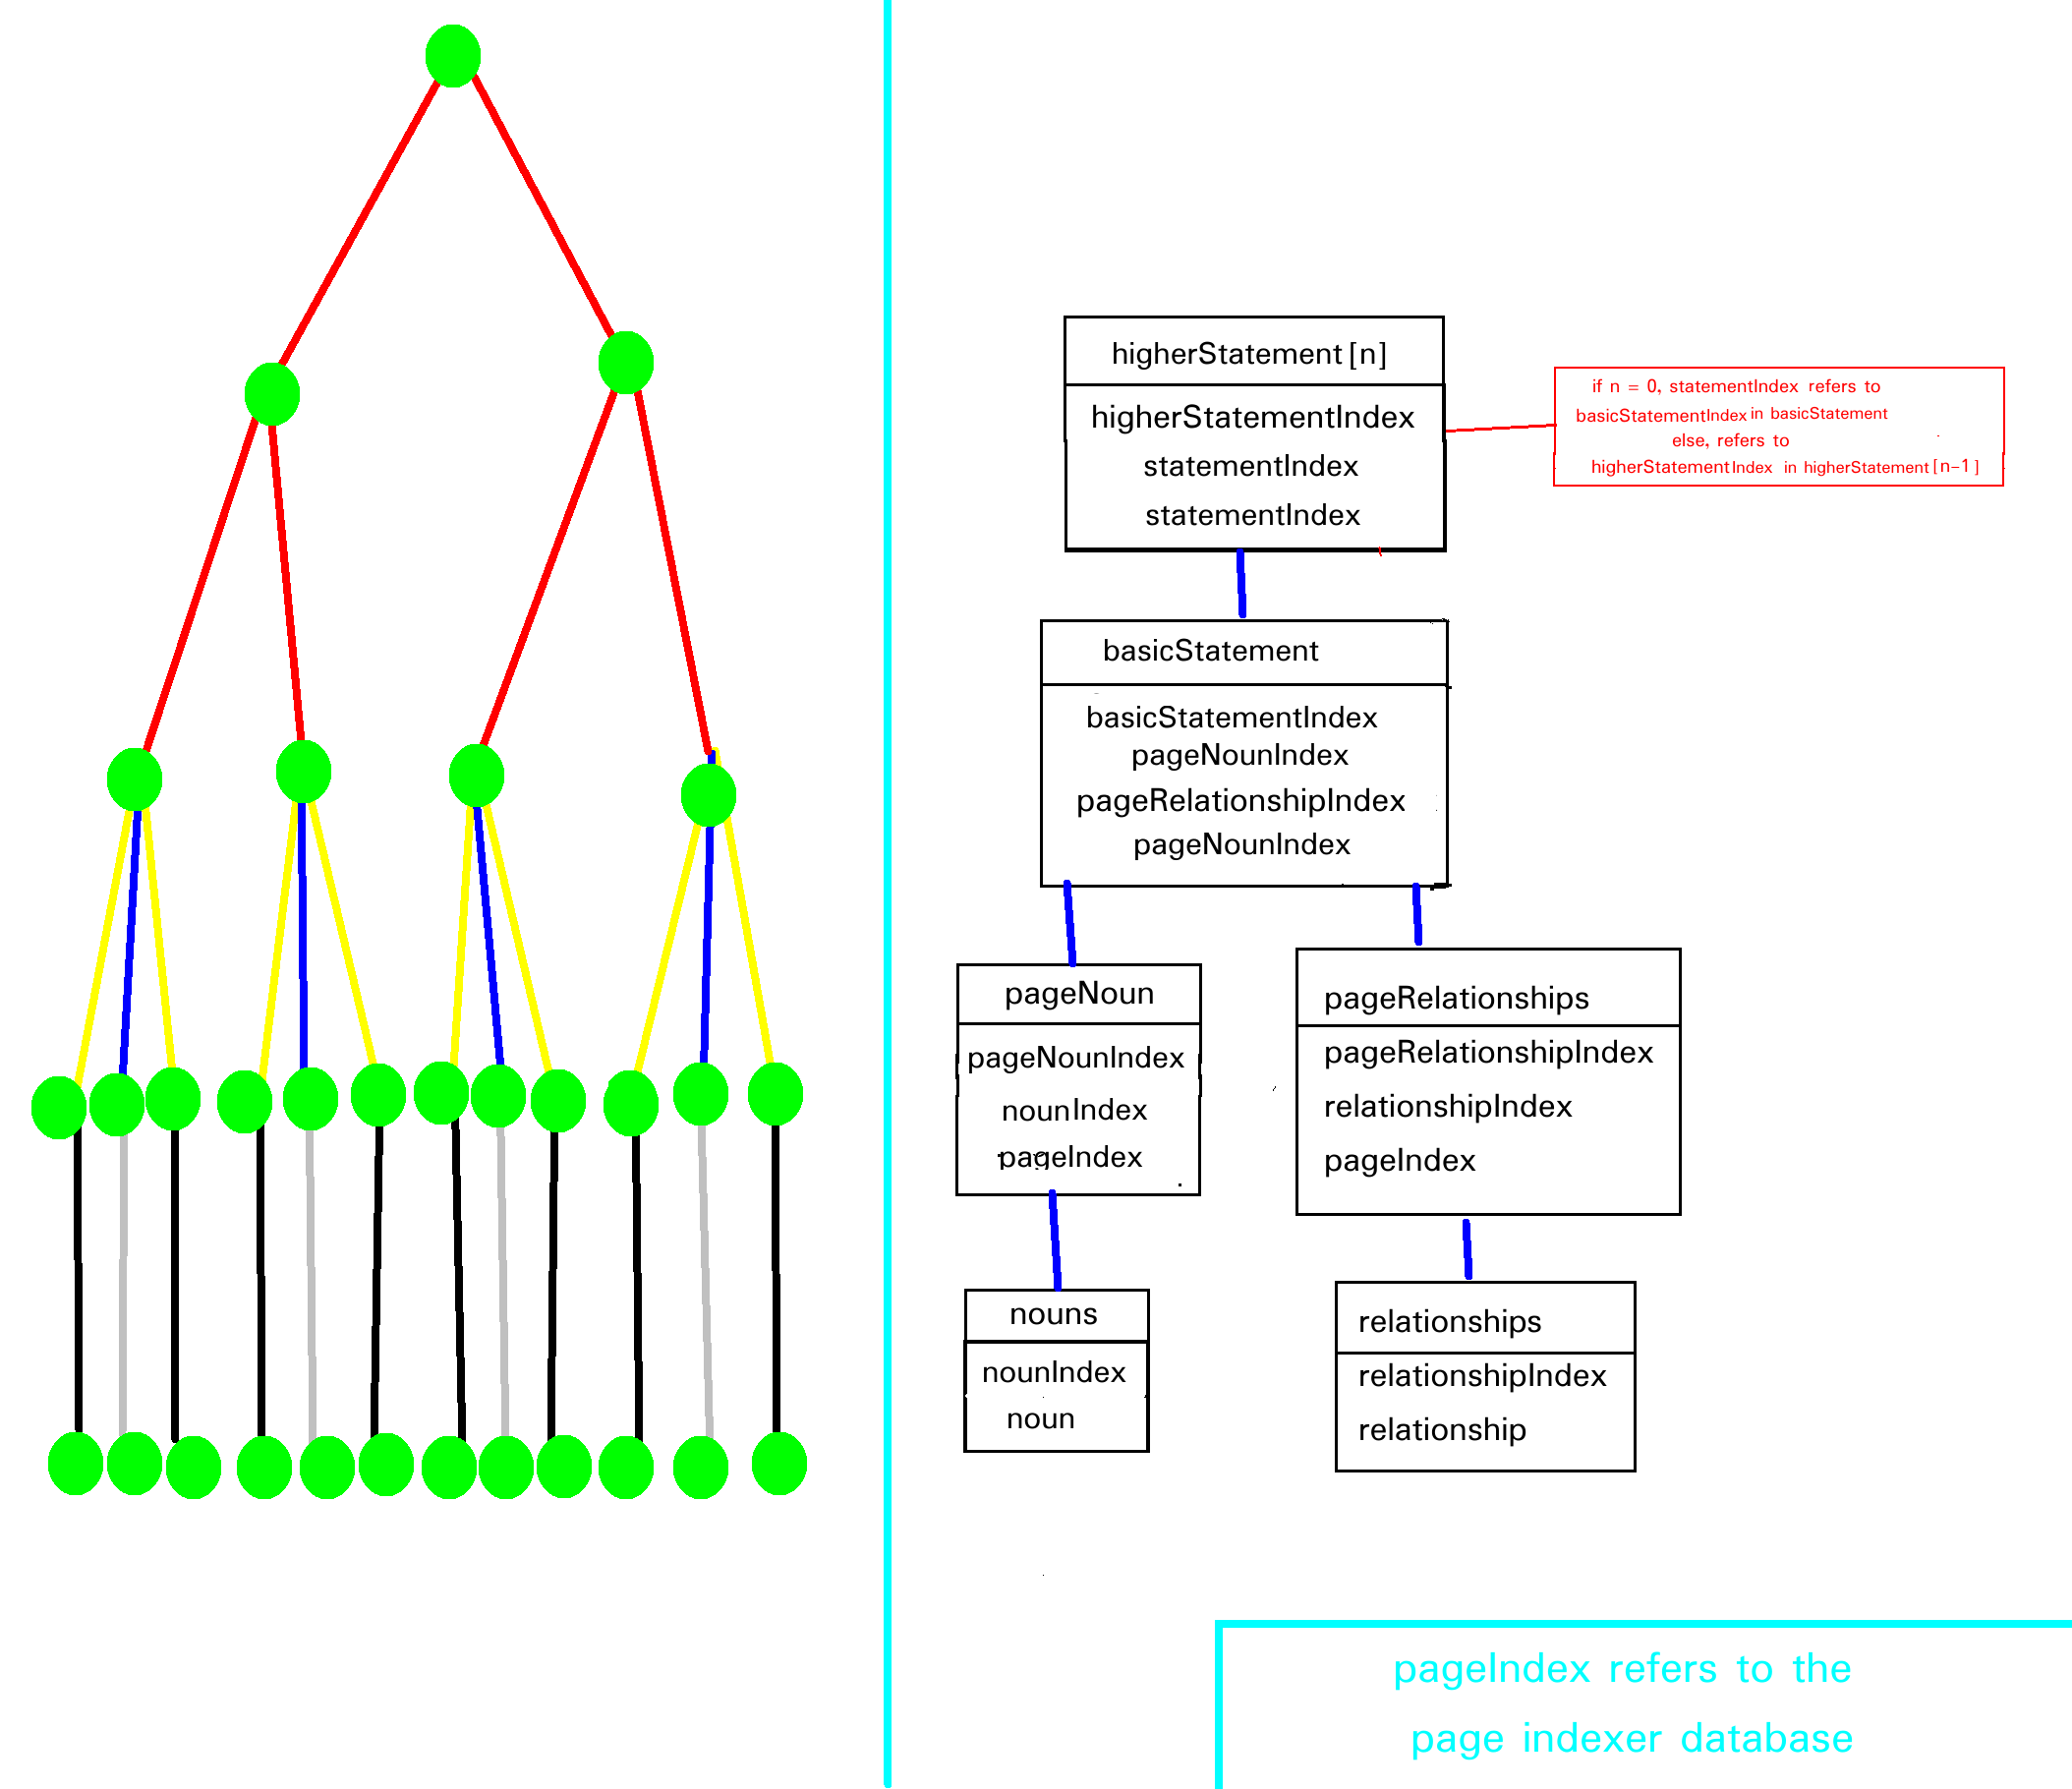 higherStatement [n]
higherStatementIndex
statementIndex
statementIndex
if n = 0, statementIndex refers to
basicStatementIndex in basicStatement
else, refers to
higherStatementIndex in higherStatement [n-1]
basicStatement
basicStatementIndex
pageNounIndex
pageRelationshipIndex
pageNounIndex
pageNoun
pageNounIndex
nounIndex
pageIndex
pageRelationships
pageRelationshipIndex
relationshipIndex
pageIndex
nouns
nounIndex
noun
relationships
relationshipIndex
relationship
pageIndex refers to the
page indexer database